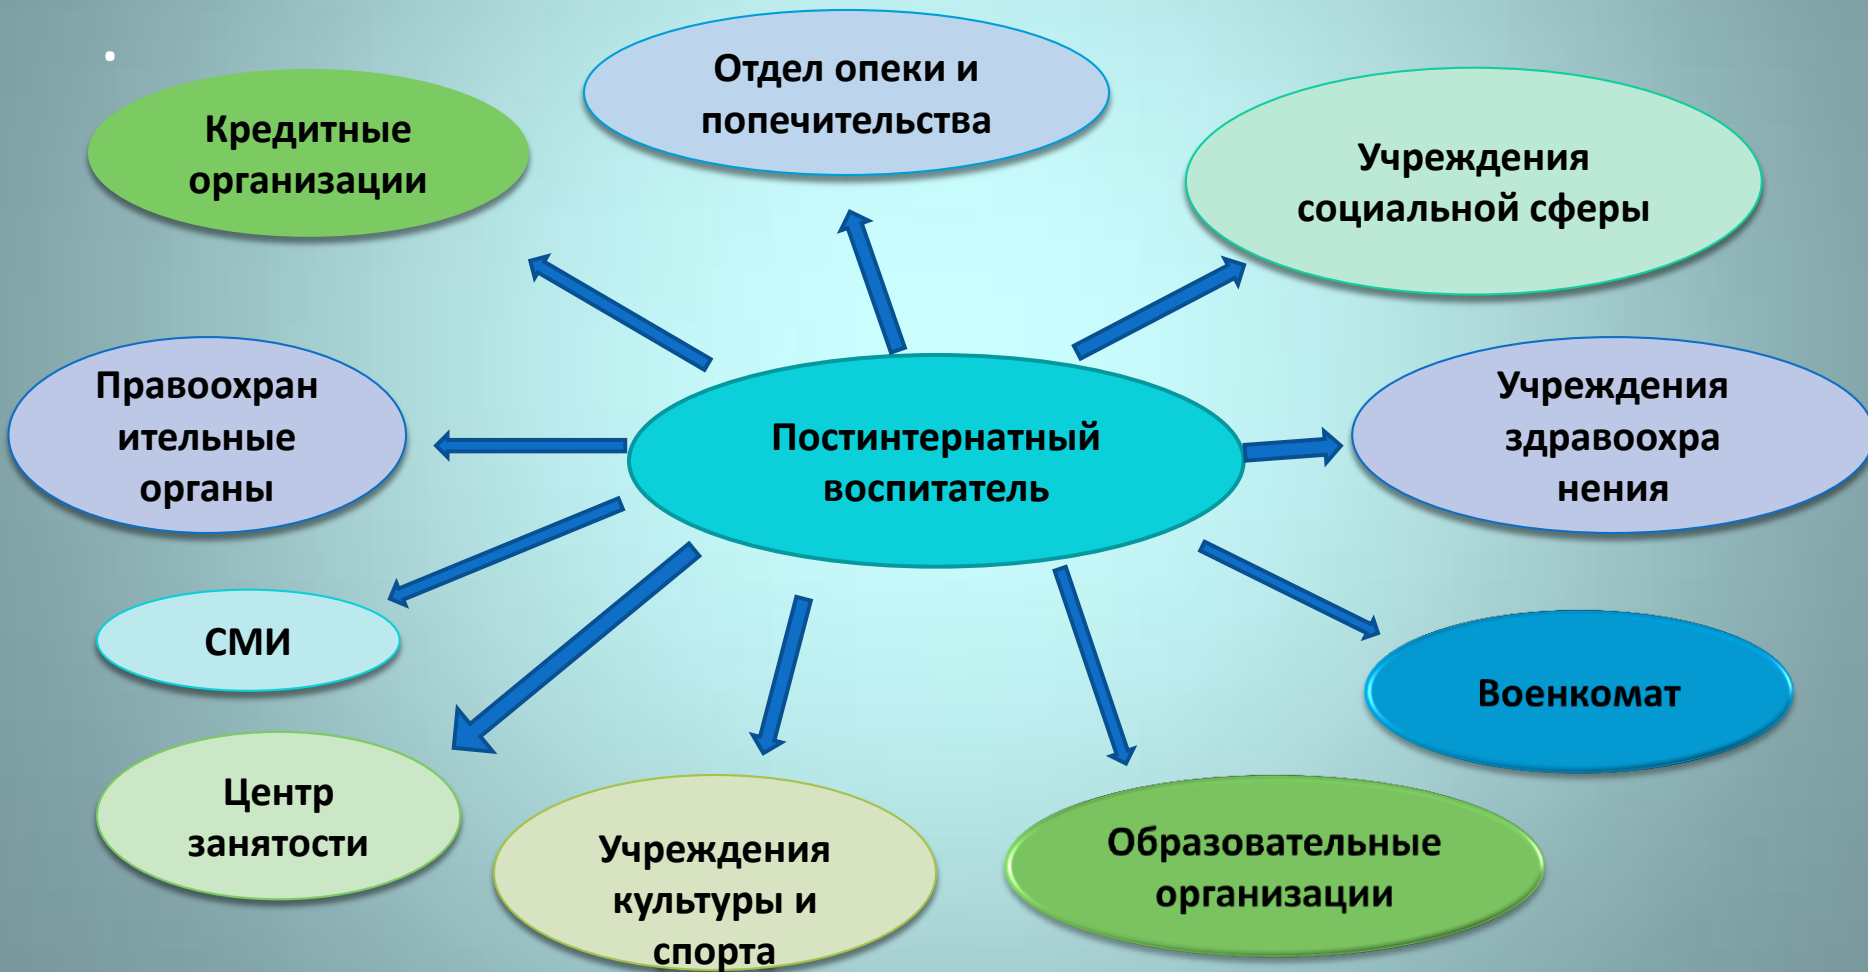 .
Кредитные
организации
Отдел опеки и
попечительства
Учреждения
социальной сферы
Правоохран
ительные
органы
Постинтернатный
воспитатель
Учреждения
здравоохра
нения
СМИ
Военкомат
Центр
занятости
Учреждения
культуры и
спорта
Образовательные
организации